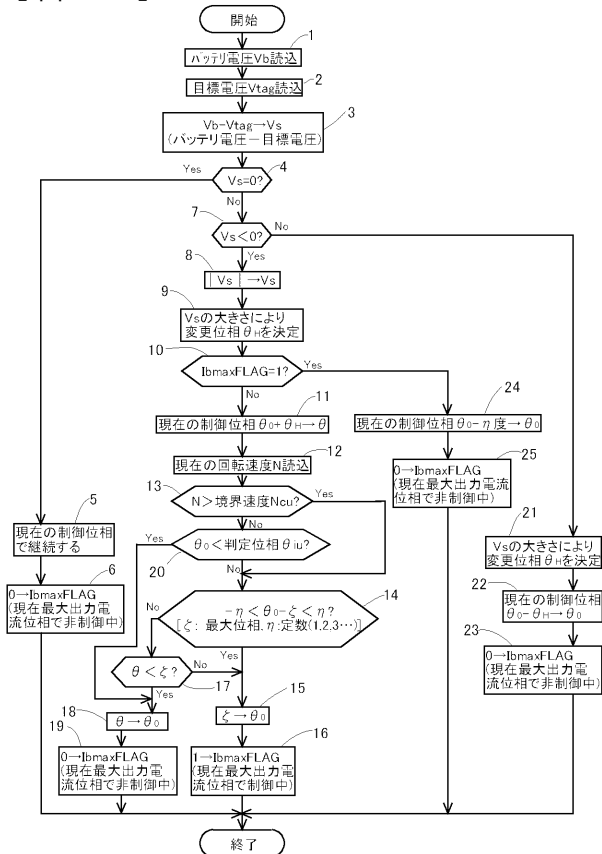 開始
1
バッテリ電圧Vb読込
2
目標電圧Vtag読込
3
Vb-Vtag→Vs
(バッテリ電圧－目標電圧)
4
Yes
Vs=0?
No
7
No
Vs<0?
Yes
8
| Vs | →Vs
9
Vsの大きさにより
変更位相θHを決定
10
IbmaxFLAG=1?
Yes
No
24
11
現在の制御位相θ0+θH→θ
現在の制御位相θ0-η度→θ0
12
現在の回転速度N読込
25
0→IbmaxFLAG
(現在最大出力電流
位相で非制御中)
13
N>境界速度Ncu?
Yes
No
5
現在の制御位相
で継続する
Yes
θ0<判定位相θiu?
20
No
21
Vsの大きさにより
変更位相θHを決定
6
0→IbmaxFLAG
(現在最大出力電
流位相で非制御中)
14
-η<θ0-ζ<η?
[ζ: 最大位相, η:定数(1,2,3…)]
No
Yes
22
現在の制御位相
θ0-θH→θ0
23
0→IbmaxFLAG
(現在最大出力電
流位相で非制御中)
θ<ζ?
No
17
Yes
15
18
θ→θ0
ζ→θ0
19
0→IbmaxFLAG
(現在最大出力電
流位相で非制御中)
16
1→IbmaxFLAG
(現在最大出力電
流位相で制御中)
終了